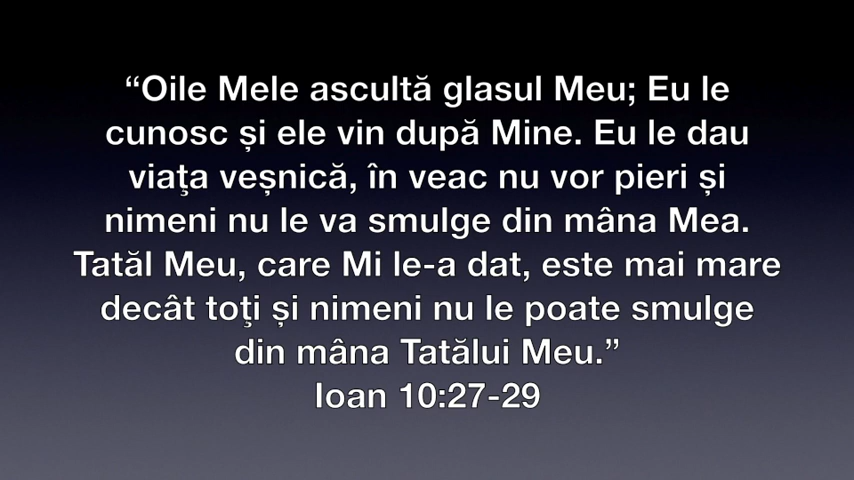 “Oile Mele ascultă glasul Meu; Eu le
cunosc și ele vin după Mine. Eu le dau
viaţa veșnică, în veac nu vor pieri și
nimeni nu le va smulge din mâna Mea.
Tatăl Meu, care Mi le-a dat, este mai mare
decât toţi și nimeni nu le poate smulge
din mâna Tatălui Meu.”
Ioan 10:27-29